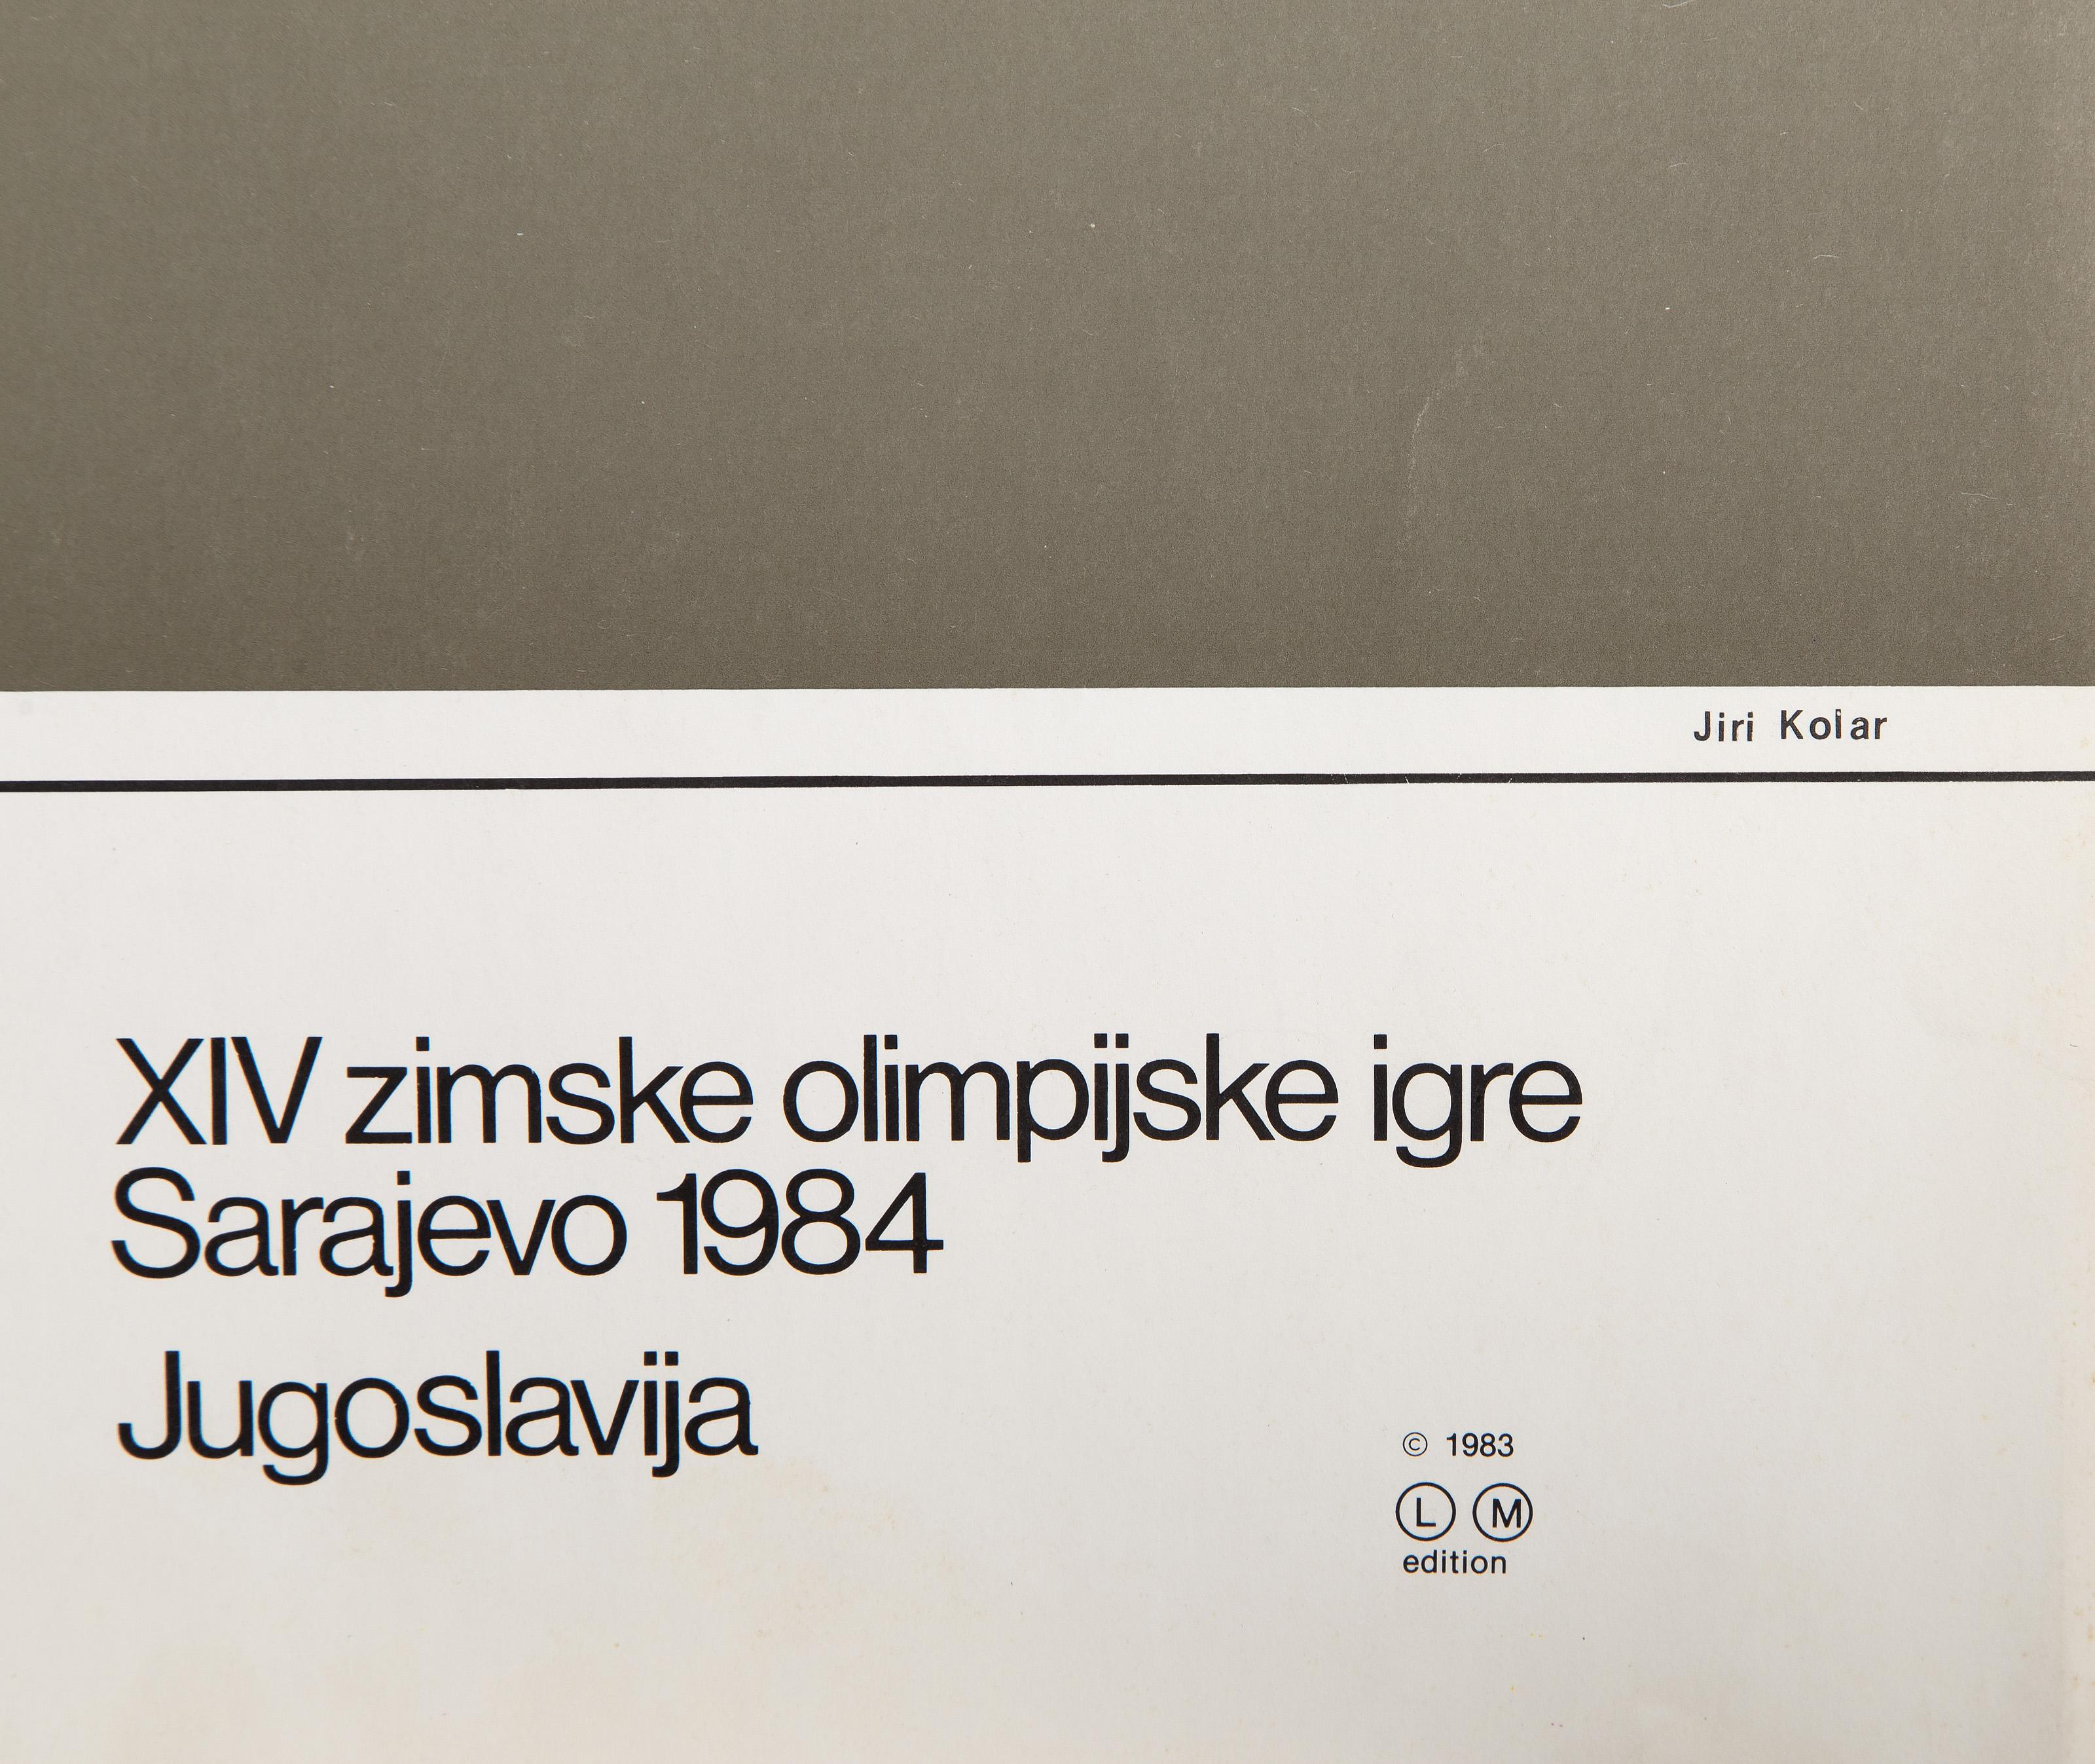 Jiri Kolar
XIV zimske olimpijske igre
Sarajevo 1984
Jugoslavija
© 1983
Ⓛ Ⓜ
edition